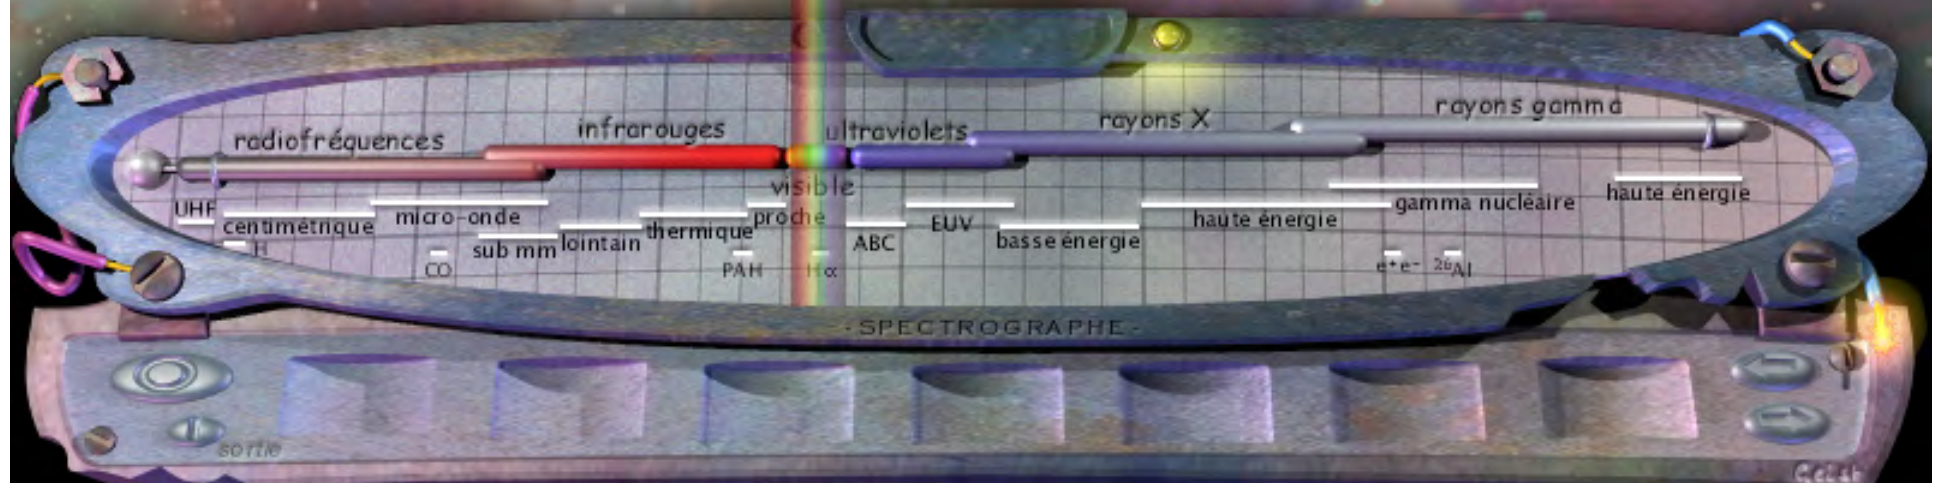 radiofréquences infrarouges ultraviolets rayons X rayons gamma
visible
UHF centimétrique micro-onde sub mm lointain thermique proche ABC EUV basse énergie haute énergie gamma nucléaire haute énergie
H CO PAH Hα e+e- 26Al
- SPECTROGRAPHE -
sortie